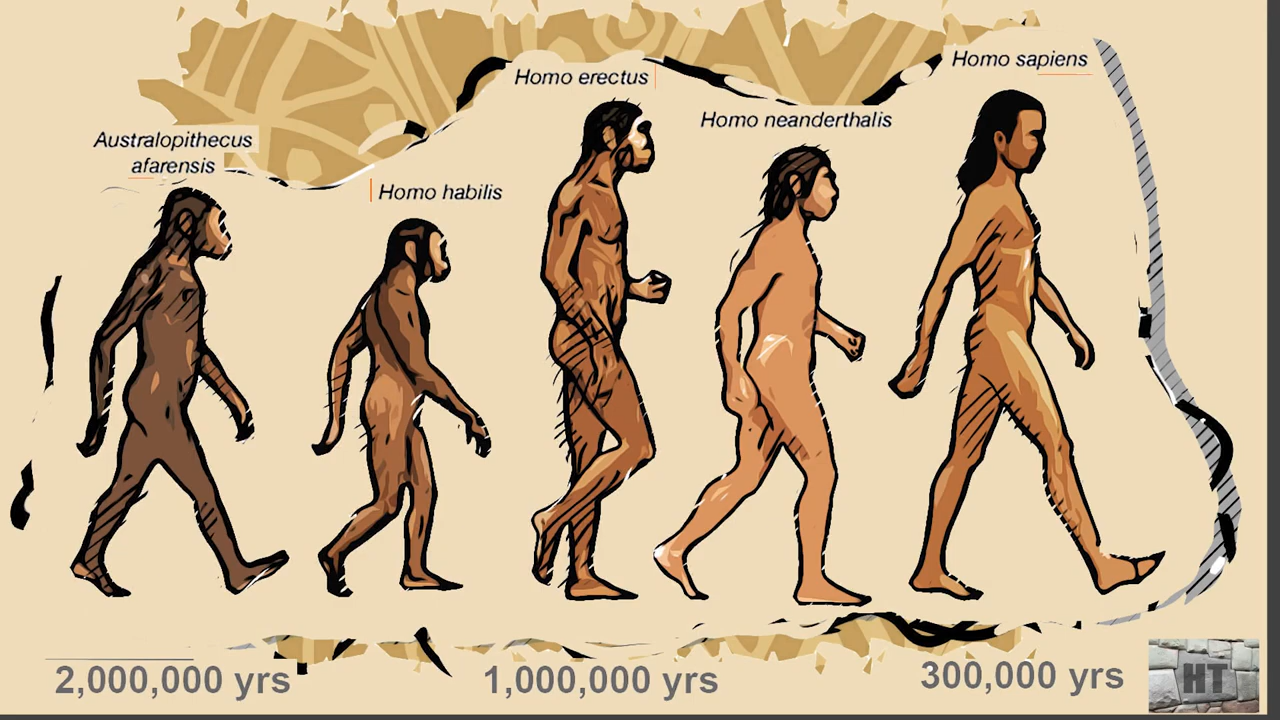 Homo sapiens
Homo erectus
Homo neanderthalis
Australopithecus
afarensis
Homo habilis
2,000,000 yrs
1,000,000 yrs
300,000 yrs
HT